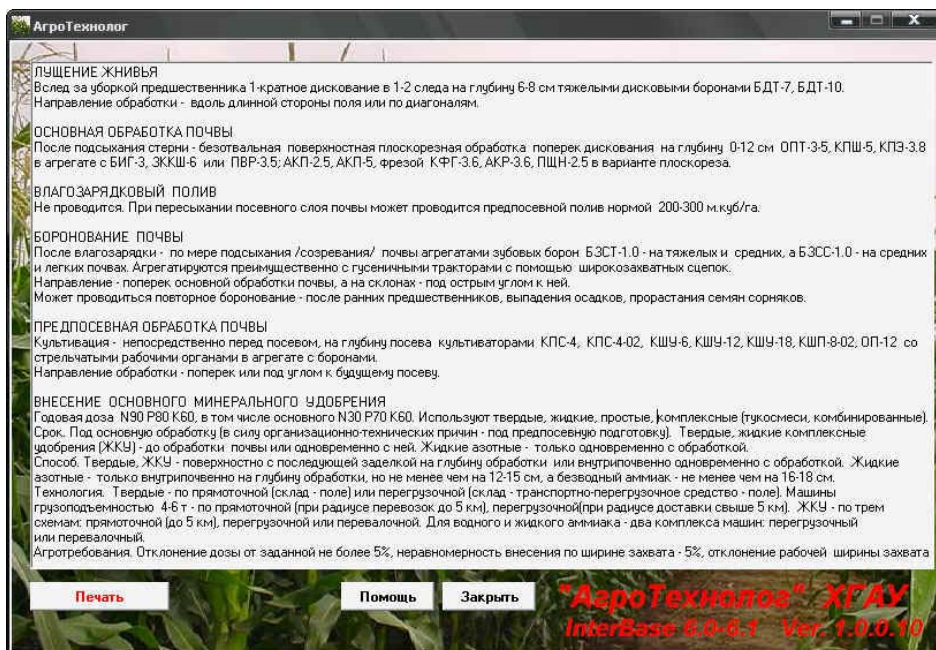 АгроТехнолог
ЛУЩЕНИЕ ЖНИВЬЯ
Вслед за уборкой предшественника 1-кратное дискование в 1-2 следа на глубину 6-8 см тяжелыми дисковыми боронами БДТ-7, БДТ-10.
Направление обработки - вдоль длинной стороны поля или по диагоналям.
ОСНОВНАЯ ОБРАБОТКА ПОЧВЫ
После подсыхания стерни - безотвальная поверхностная плоскорезная обработка поперек дискования на глубину 0-12 см ОПТ-3-5, КПШ-5, КПЭ-3.8
в агрегате с БИГ-3, ЗККШ-6 или ПВР-3.5; АКП-2.5, АКП-5, фрезой КФГ-3.6, АКР-3.6, ПЩН-2.5 в варианте плоскореза.
ВЛАГОЗАРЯДКОВЫЙ ПОЛИВ
Не проводится. При пересыхании посевного слоя почвы может проводится предпосевной полив нормой 200-300 м.куб/га.
БОРОНОВАНИЕ ПОЧВЫ
После влагозарядки - по мере подсыхания /созревания/ почвы агрегатами зубовых борон БЗСТ-1.0 - на тяжелых и средних, а БЗСС-1.0 - на средних
и легких почвах. Агрегатируются преимущественно с гусеничными тракторами с помощью широкозахватных сцепок.
Направление - поперек основной обработки почвы, а на склонах - под острым углом к ней.
Может проводиться повторное боронование - после ранних предшественников, выпадения осадков, прорастания семян сорняков.
ПРЕДПОСЕВНАЯ ОБРАБОТКА ПОЧВЫ
Культивация - непосредственно перед посевом, на глубину посева культиваторами КПС-4, КПС-4-02, КШУ-6, КШУ-12, КШУ-18, КШП-8-02, ОП-12 со
стрельчатыми рабочими органами в агрегате с боронами.
Направление обработки - поперек или под углом к будущему посеву.
ВНЕСЕНИЕ ОСНОВНОГО МИНЕРАЛЬНОГО УДОБРЕНИЯ
Годовая доза N90 P80 K60, в том числе основного N30 P70 K60. Используют твердые, жидкие, простые, комплексные (тукосмеси, комбинированные).
Срок. Под основную обработку (в силу организационно-технических причин - под предпосевную подготовку). Твердые, жидкие комплексные
удобрения (ЖКУ) - до обработки почвы или одновременно с ней. Жидкие азотные - только одновременно с обработкой.
Способ. Твердые, ЖКУ - поверхностно с последующей заделкой на глубину обработки или внутрипочвенно одновременно с обработкой. Жидкие
азотные - только внутрипочвенно на глубину обработки, но не менее чем на 12-15 см, а безводный аммиак - не менее чем на 16-18 см.
Технология. Твердые - по прямоточной (склад - поле) или перегрузочной (склад - транспортно-перегрузочное средство - поле). Машины
грузоподъемностью 4-6 т - по прямоточной (при радиусе перевозок до 5 км), перегрузочной(при радиусе доставки свыше 5 км). ЖКУ - по трем
схемам: прямоточной (до 5 км), перегрузочной или перевалочной. Для водного и жидкого аммиака - два комплекса машин: перегрузочный
или перевалочный.
Агротребования. Отклонение дозы от заданной не более 5%, неравномерность внесения по ширине захвата - 5%, отклонение рабочей ширины захвата
Печать
Помощь
Закрыть
"АгроТехнолог" ХГАУ
InterBase 6.0-6.1 Ver. 1.0.0.10